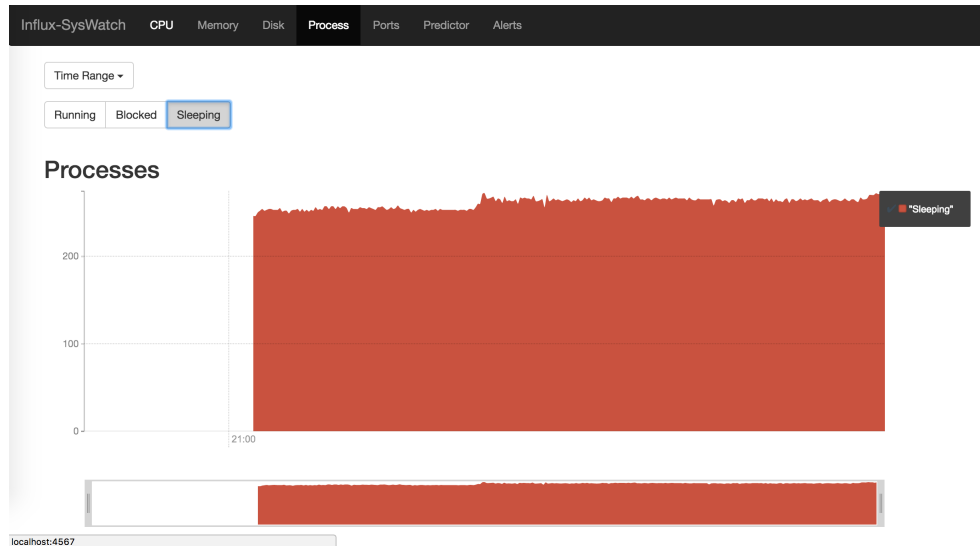 Influx-SysWatch CPU Memory Disk Process Ports Predictor Alerts
Time Range
Running Blocked Sleeping
Processes
"Sleeping"
200
100
0
21:00
localhost:4567